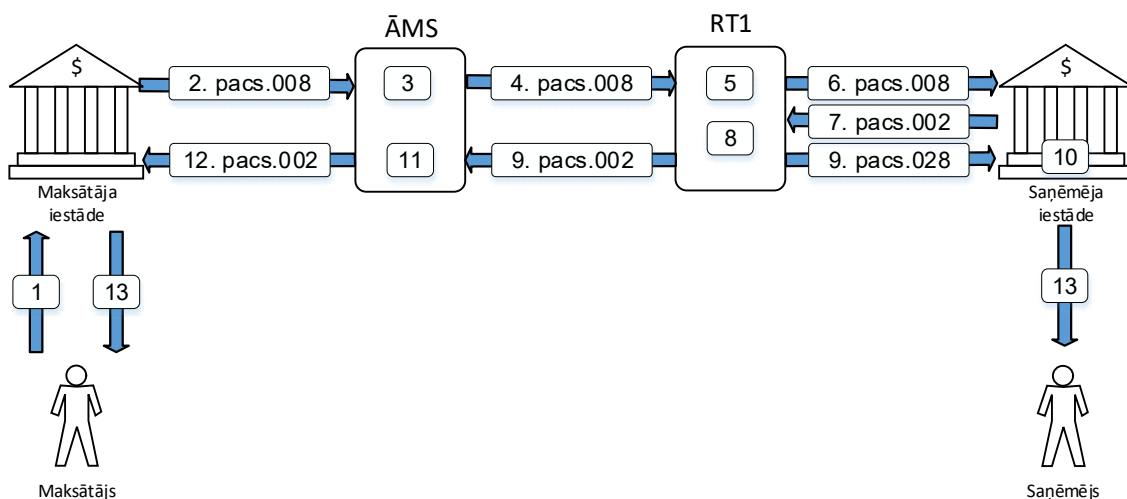 ĀMS
RT1
$
$
2. pacs.008
3
4. pacs.008
5
6. pacs.008
7. pacs.002
8
12. pacs.002
11
9. pacs.002
9. pacs.028
10
Maksātāja
iestāde
Saņēmēja
iestāde
1
13
13
Maksātājs
Saņēmējs